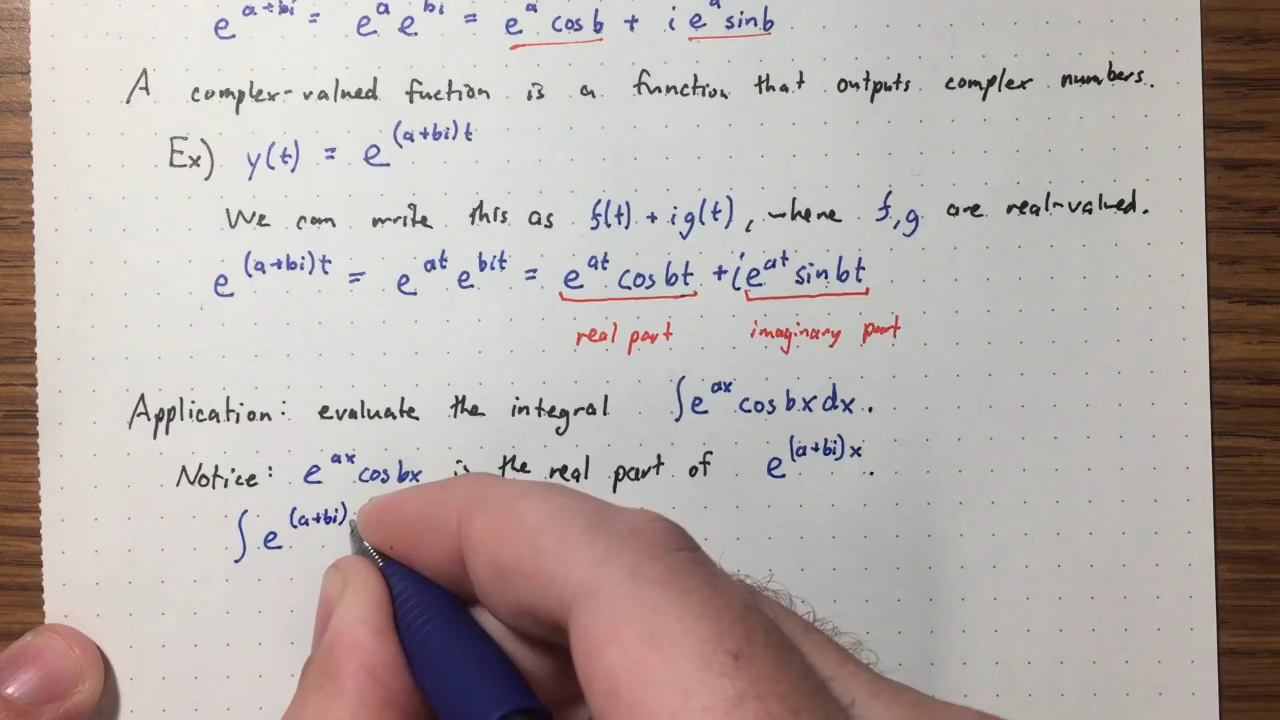 e^{a+bi} = e^a e^{bi} = e^a cos b + i e^a sin b
A complex-valued fuction is a function that outputs complex numbers.
Ex) y(t) = e^{(a+bi)t}
We can write this as f(t) + ig(t), where f,g are real-valued.
e^{(a+bi)t} = e^{at} e^{bit} = e^{at} cos bt + i e^{at} sin bt
real part imaginary part
Application: evaluate the integral ∫e^{ax} cos bx dx.
Notice: e^{ax} cos bx is the real part of e^{(a+bi)x}.
∫ e^{(a+bi)